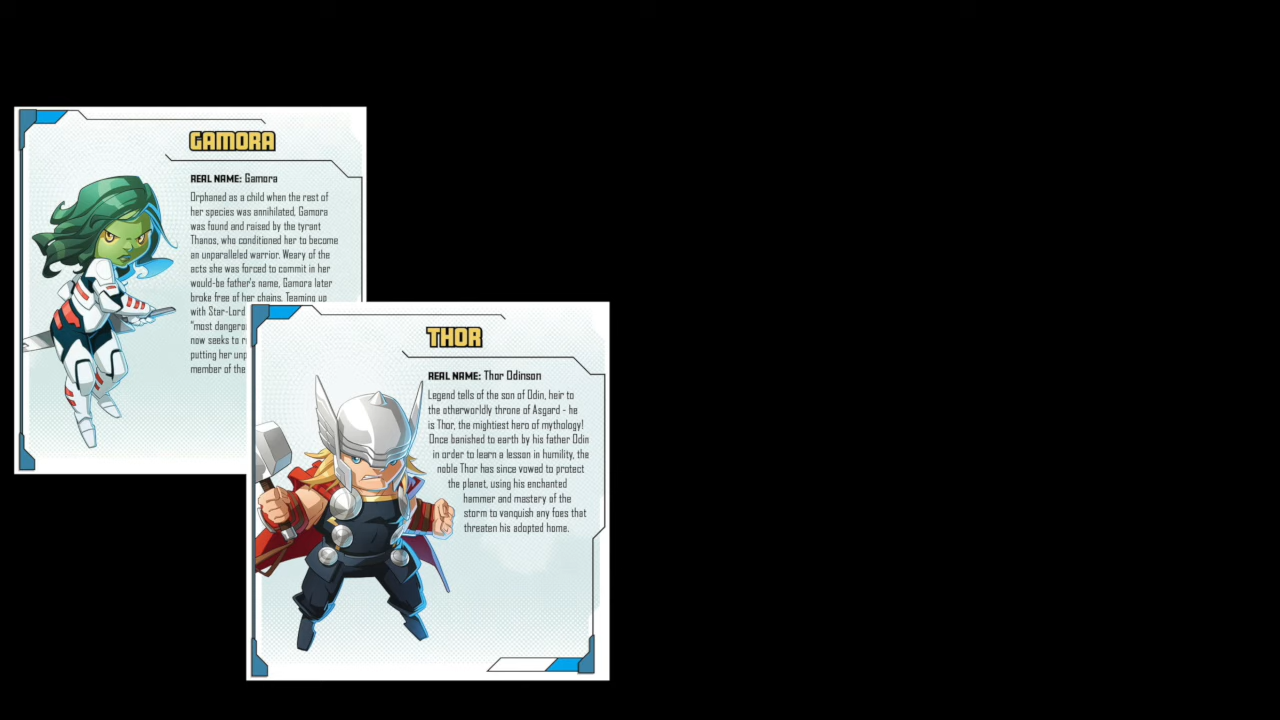 GAMORA
REAL NAME: Gamora
Orphaned as a child when the rest of
her species was annihilated, Gamora
was found and raised by the tyrant
Thanos, who conditioned her to become
an unparalleled warrior. Weary of the
acts she was forced to commit in her
would-be father's name, Gamora later
broke free of her chains. Teaming up
with Star-Lord
"most
now seeks to
putting her
member of the
THOR
REAL NAME: Thor Odinson
Legend tells of the son of Odin, heir to
the otherworldly throne of Asgard - he
is Thor, the mightiest hero of mythology!
Once banished to earth by his father Odin
in order to learn a lesson in humility, the
noble Thor has since vowed to protect
the planet, using his enchanted
hammer and mastery of the
storm to vanquish any foes that
threaten his adopted home.